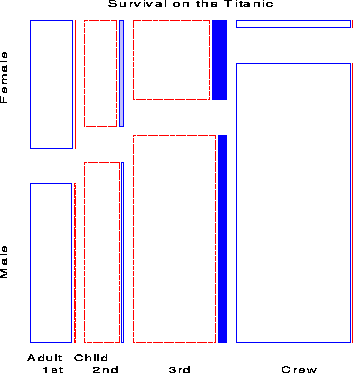 Survival on the Titanic
Female
Male
Adult Child
1st 2nd 3rd Crew